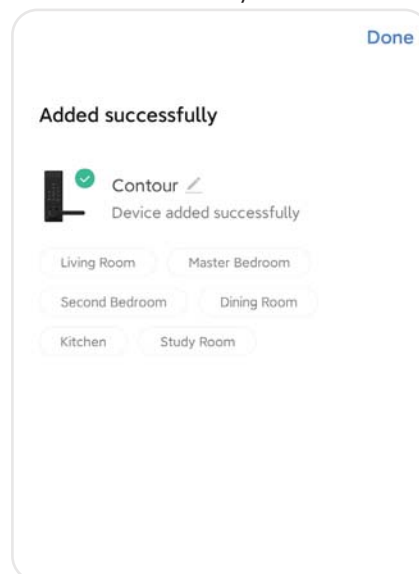 Done
Added successfully
Contour
Device added successfully
Living Room Master Bedroom
Second Bedroom Dining Room
Kitchen Study Room